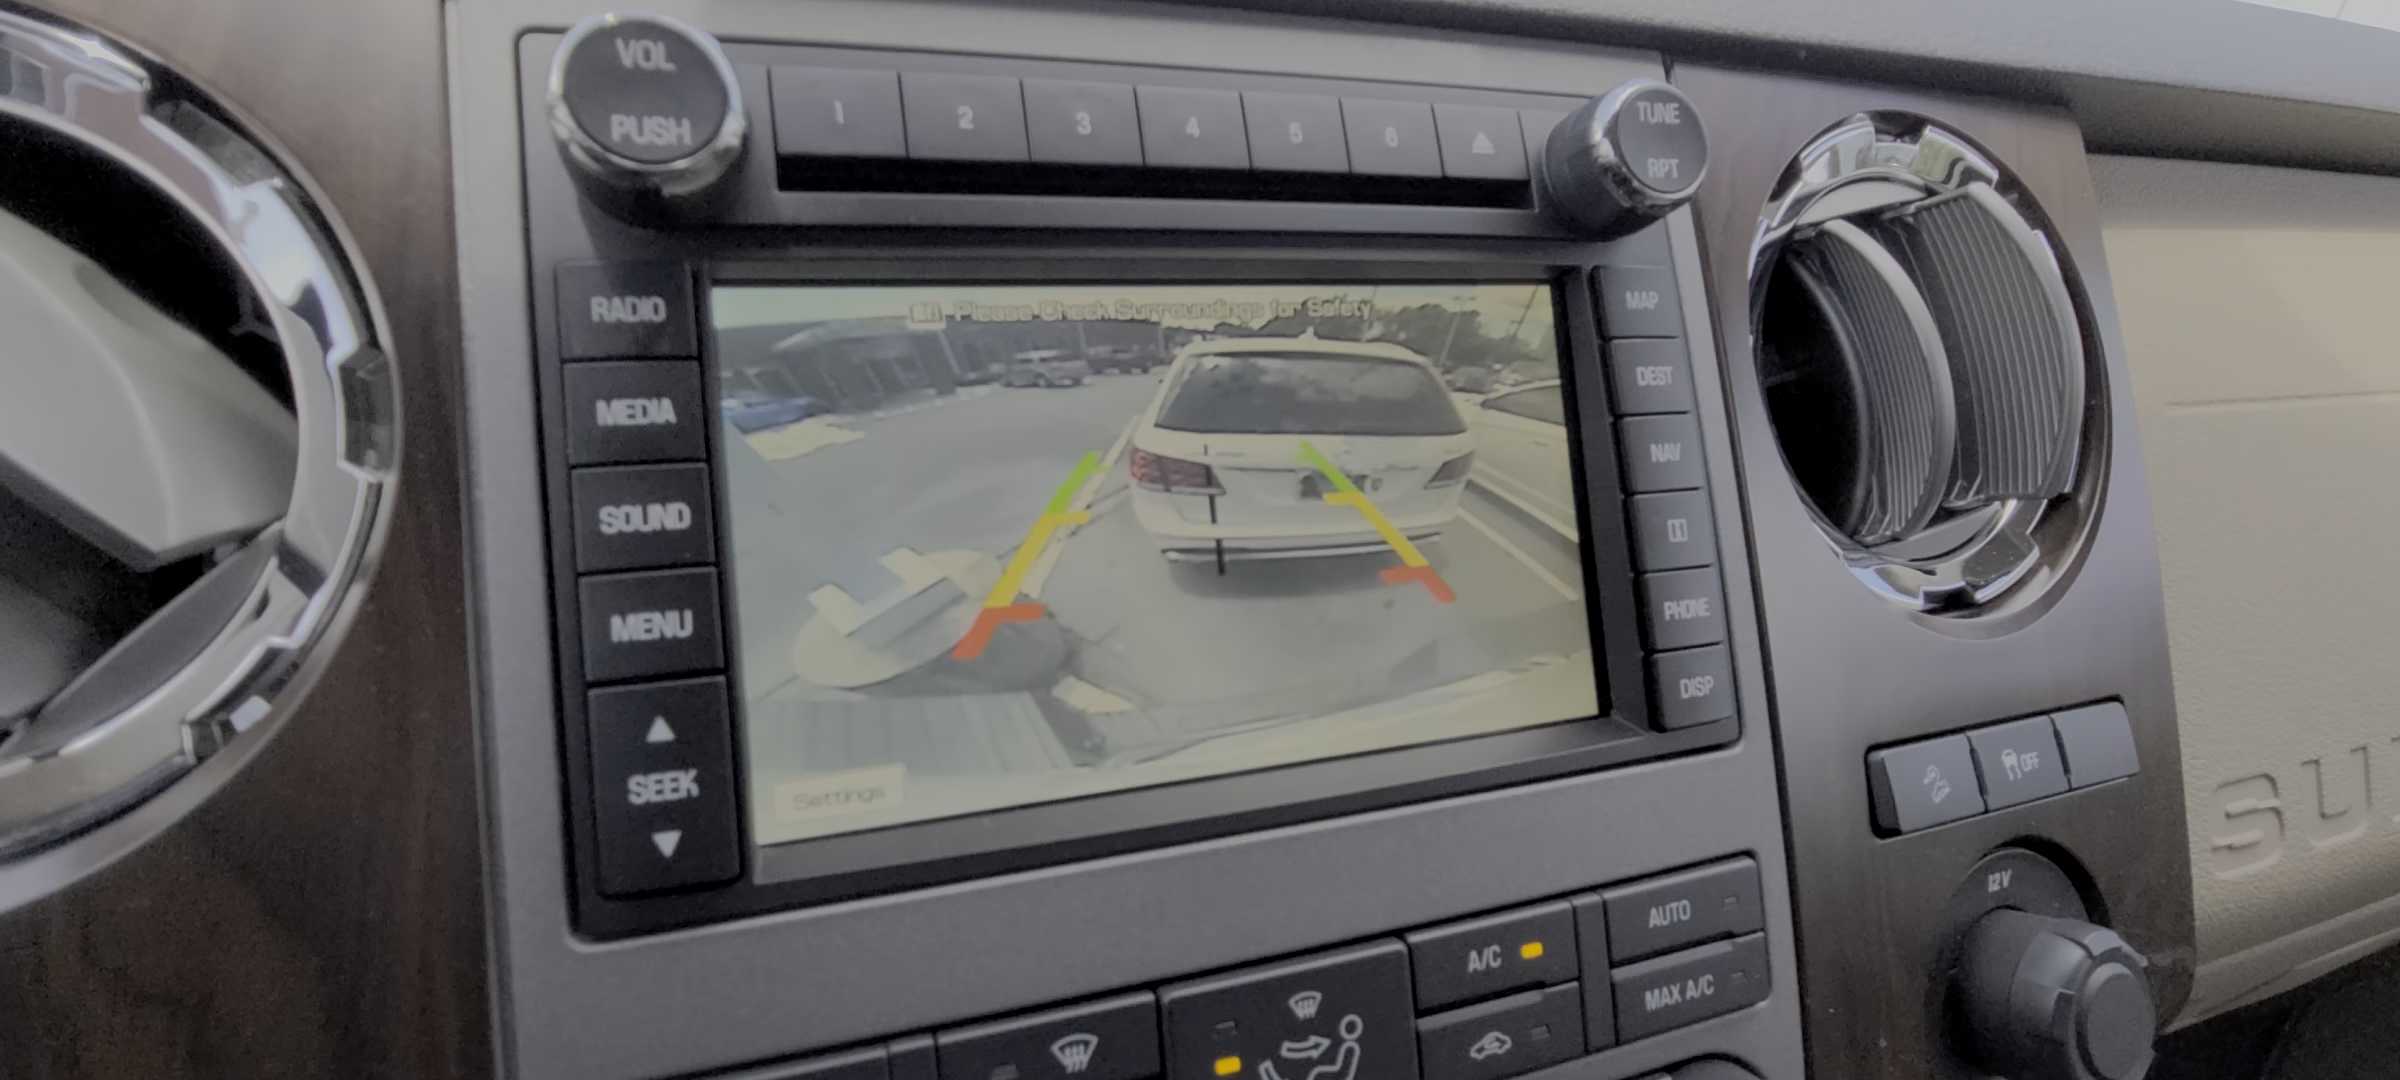 VOL
PUSH
1 2 3 4 5 6
TUNE
RPT
RADIO
MEDIA
SOUND
MENU
SEEK
Please Check Surroundings for Safety
Settings
MAP
DEST
NAV
PHONE
DISP
OFF
12V
A/C
AUTO
MAX A/C
SU